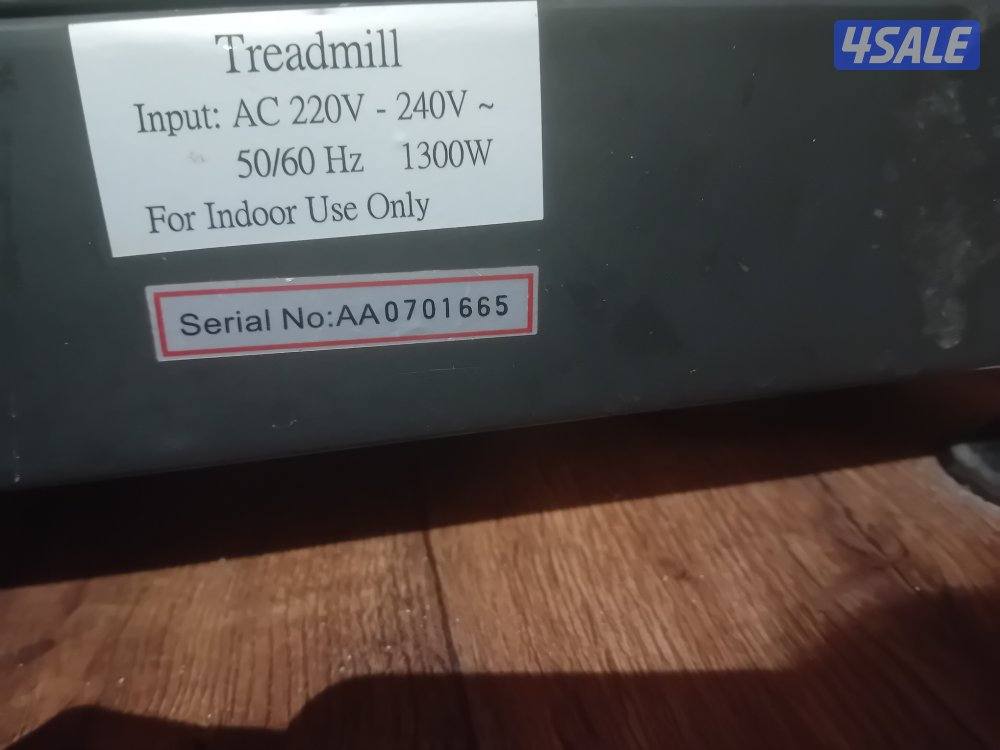 4SALE
Treadmill
Input: AC 220V - 240V ~
50/60 Hz 1300W
For Indoor Use Only
Serial No:AA0701665